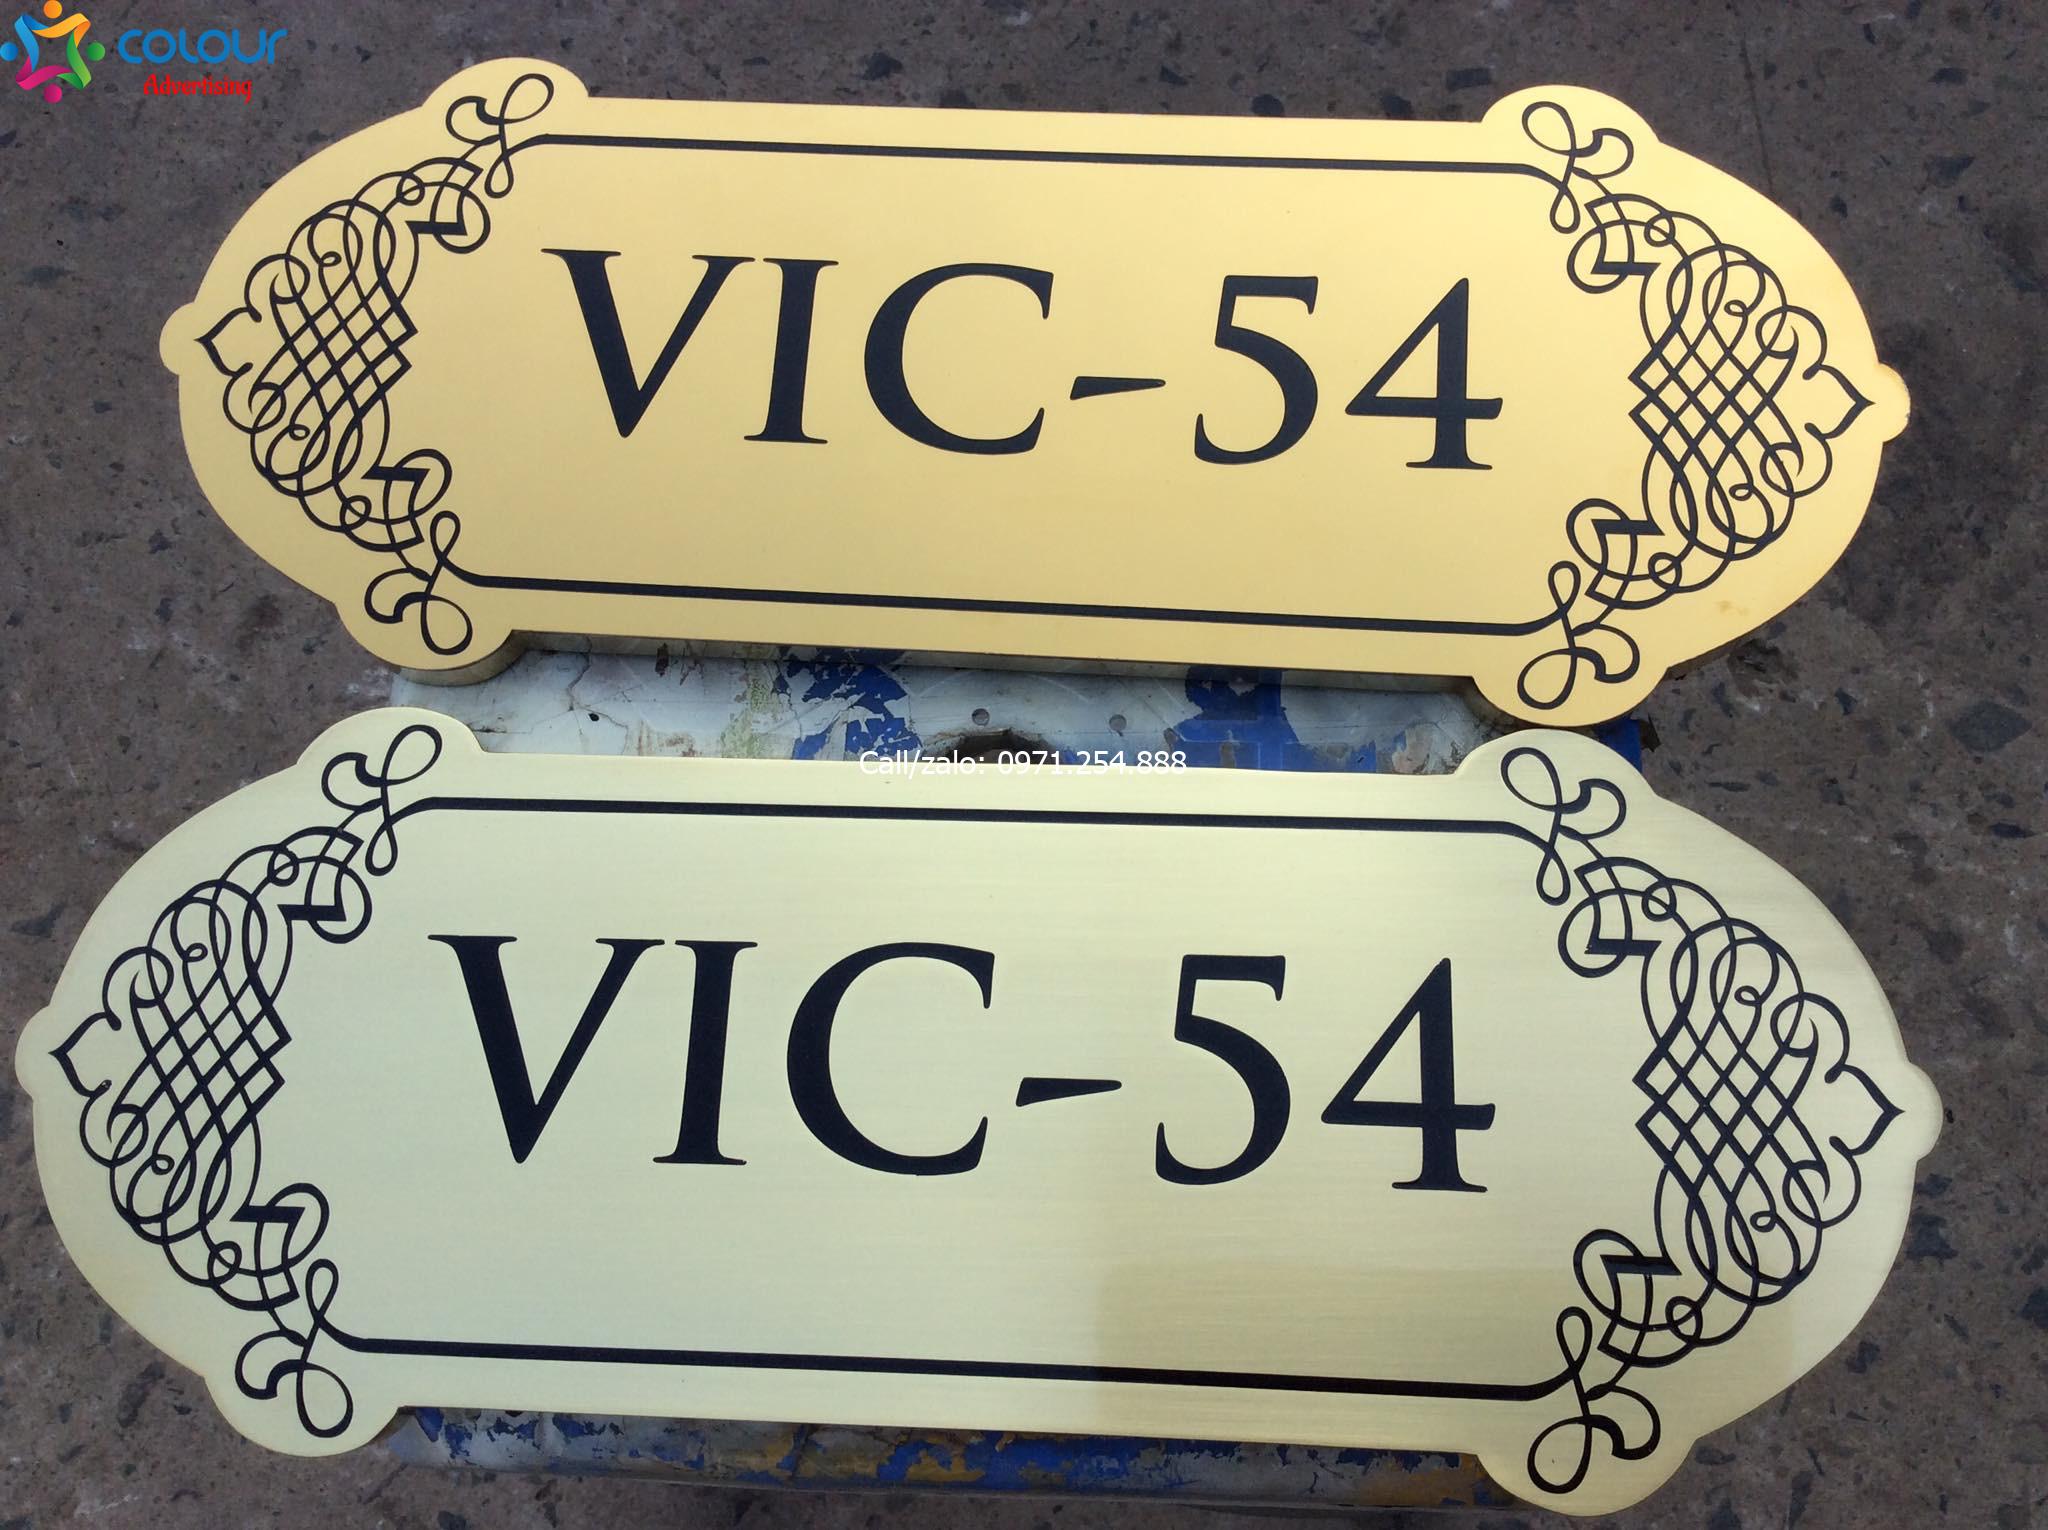 COLOUR
Advertising
VIC-54
Call/zalo: 0971.254.888
VIC-54